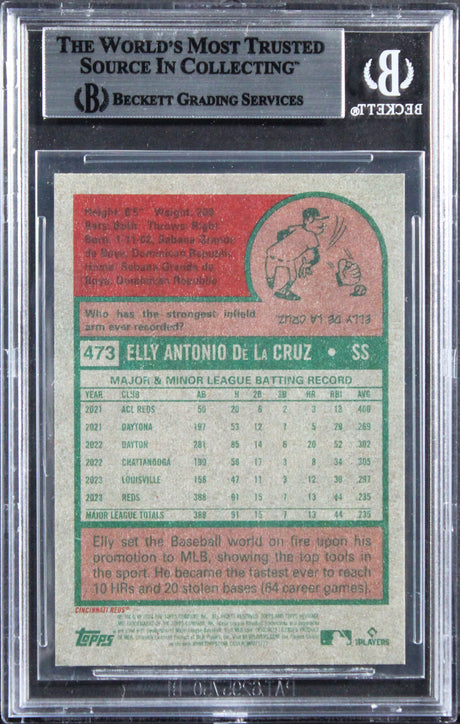 THE WORLD'S MOST TRUSTED
SOURCE IN COLLECTING™
B BECKETT GRADING SERVICES
BECKETT®
Height: 6'5" Weight: 200
Bats: Both Throws: Right
Born: 1-11-02, Sabana Grande
de Boya, Dominican Republic
Home: Sabana Grande de
Boya, Dominican Republic
Who has the strongest infield
arm ever recorded?
ELLY DE LA CRUZ
473 ELLY ANTONIO DE LA CRUZ • SS
MAJOR & MINOR LEAGUE BATTING RECORD
YEAR CLUB AB H 2B 3B HR RBI AVG
2021 ACL REDS 50 20 6 2 3 13 .400
2021 DAYTONA 197 53 12 7 5 29 .269
2022 DAYTON 281 85 14 6 20 52 .302
2022 CHATTANOOGA 190 58 17 3 8 34 .305
2023 LOUISVILLE 158 47 11 3 12 36 .297
2023 REDS 388 91 15 7 13 44 .235
MAJOR LEAGUE TOTALS 388 91 15 7 13 44 .235
Elly set the Baseball world on fire upon his
promotion to MLB, showing the top tools in
the sport. He became the fastest ever to reach
10 HRs and 20 stolen bases (64 career games).
CINCINNATI REDS™
Topps
PLAYERS